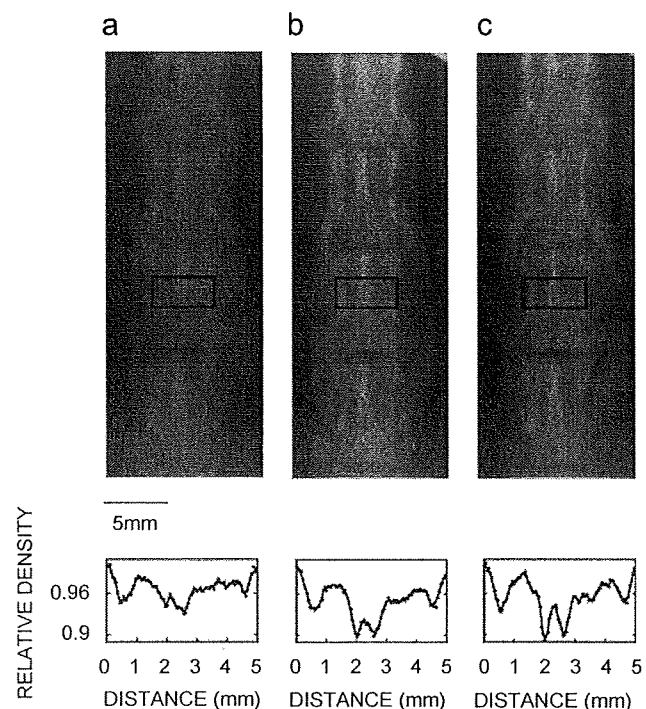 a b c
5mm
RELATIVE DENSITY
0.96
0.9
0 1 2 3 4 5 0 1 2 3 4 5 0 1 2 3 4 5
DISTANCE (mm) DISTANCE (mm) DISTANCE (mm)